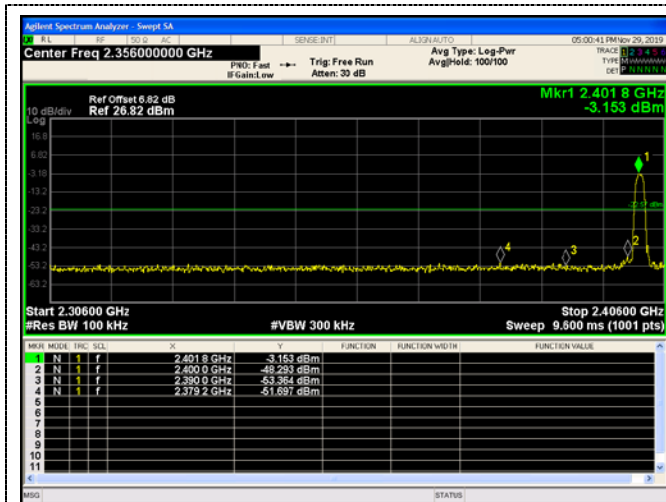 Agilent Spectrum Analyzer - Swept SA
RL RF 50 Ω AC SENSE:INT ALIGN AUTO 05:00:41 PM Nov 29, 2019
Center Freq 2.356000000 GHz
PNO: Fast
IFGain:Low
Trig: Free Run
Atten: 30 dB
Avg Type: Log-Pwr
Avg|Hold: 100/100
TRACE 1 2 3 4 5 6
TYPE M
DET P N N N N N
10 dB/div
Log
Ref Offset 6.82 dB
Ref 26.82 dBm
Mkr1 2.401 8 GHz
-3.153 dBm
16.8
6.82
-3.18
-13.2
-23.2
-33.2
-43.2
-53.2
-63.2
1
2
3
4
Start 2.30600 GHz Stop 2.40600 GHz
#Res BW 100 kHz #VBW 300 kHz Sweep 9.600 ms (1001 pts)
MKR MODE TRC SCL X Y FUNCTION FUNCTION WIDTH FUNCTION VALUE
1 N 1 f 2.401 8 GHz -3.153 dBm
2 N 1 f 2.400 0 GHz -48.293 dBm
3 N 1 f 2.390 0 GHz -53.364 dBm
4 N 1 f 2.379 2 GHz -51.697 dBm
5
6
7
8
9
10
11
MSG STATUS